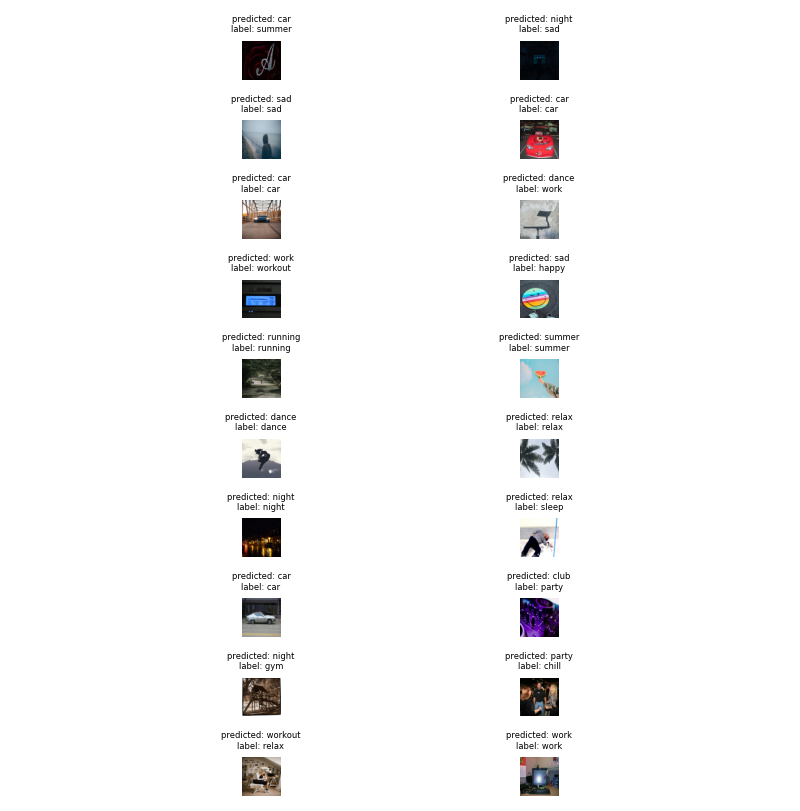 predicted: car
label: summer
predicted: night
label: sad
predicted: sad
label: sad
predicted: car
label: car
predicted: car
label: car
predicted: dance
label: work
predicted: work
label: workout
predicted: sad
label: happy
predicted: running
label: running
predicted: summer
label: summer
predicted: dance
label: dance
predicted: relax
label: relax
predicted: night
label: night
predicted: relax
label: sleep
predicted: car
label: car
predicted: club
label: party
predicted: night
label: gym
predicted: party
label: chill
predicted: workout
label: relax
predicted: work
label: work
A